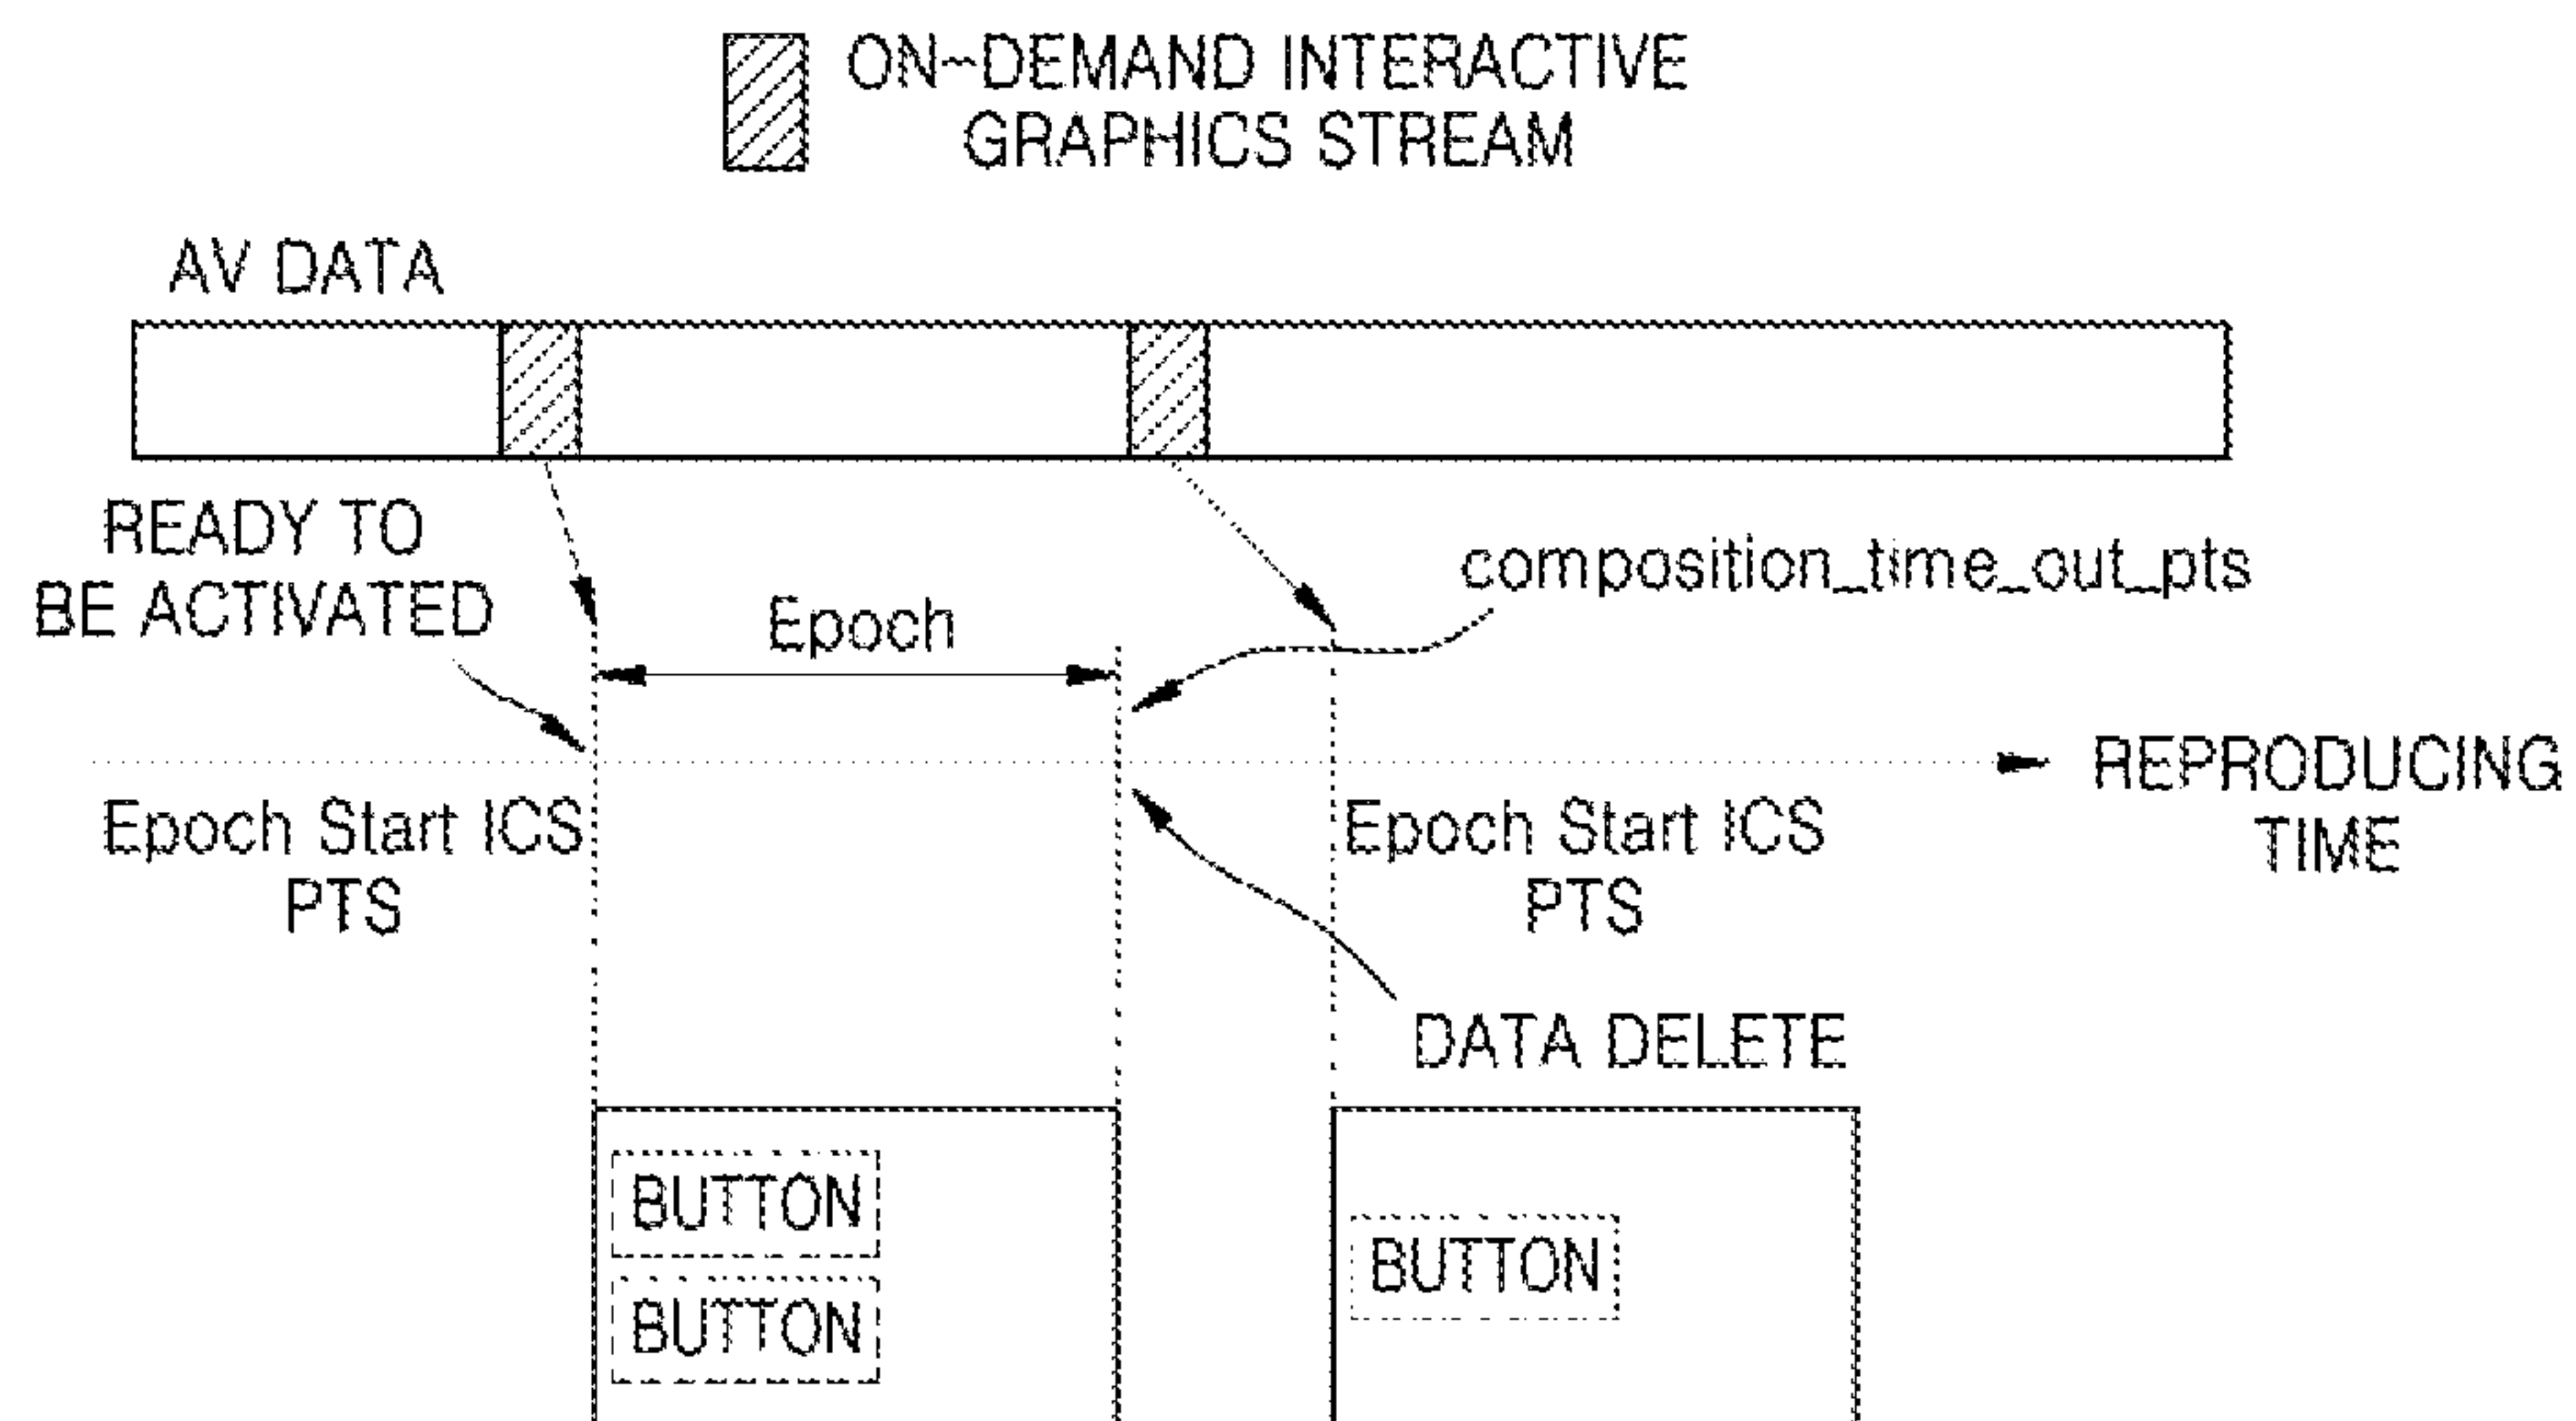 ON-DEMAND INTERACTIVE
GRAPHICS STREAM
AV DATA
READY TO
BE ACTIVATED
composition_time_out_pts
Epoch
REPRODUCING
TIME
Epoch Start ICS
PTS
Epoch Start ICS
PTS
DATA DELETE
BUTTON
BUTTON
BUTTON